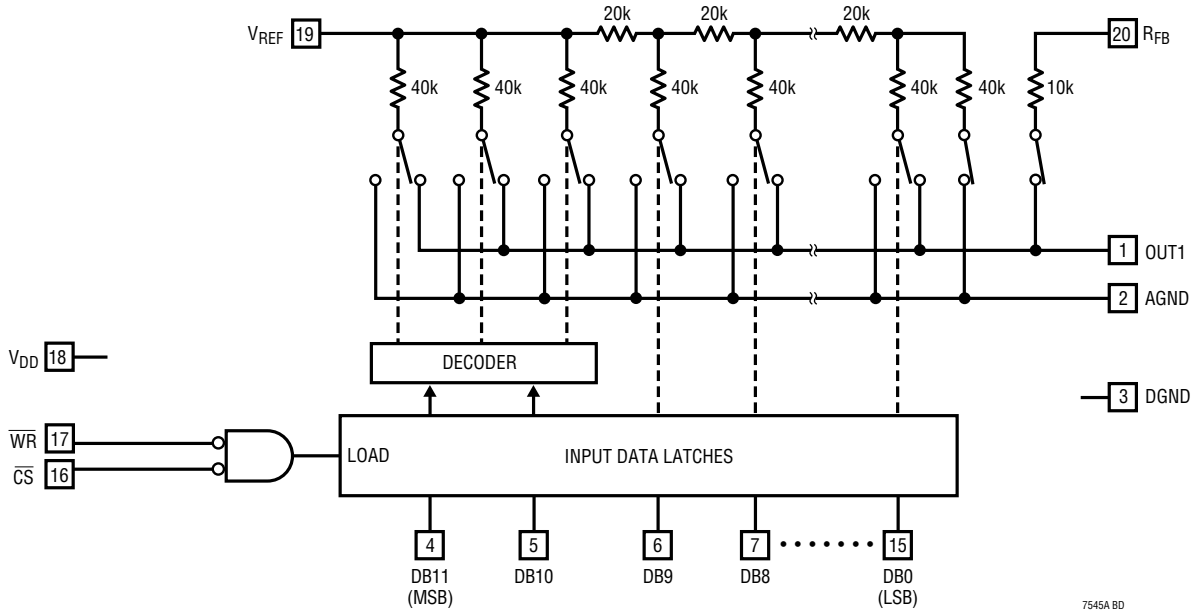 20k 20k 20k
VREF 19 20 RFB
40k 40k 40k 40k 40k 40k 40k 10k
1 OUT1
2 AGND
DECODER
VDD 18
3 DGND
WR 17
CS 16
LOAD INPUT DATA LATCHES
4 5 6 7 15
DB11 DB10 DB9 DB8 DB0
(MSB) (LSB)
7545A BD